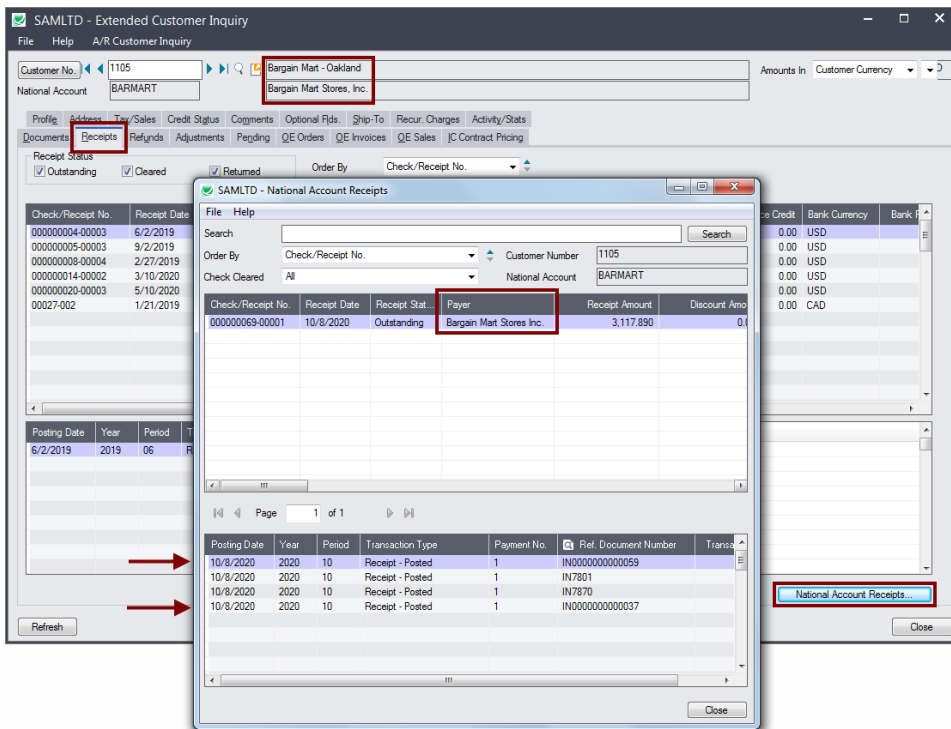 SAMLTD - Extended Customer Inquiry
File Help A/R Customer Inquiry
Customer No. 1105 Bargain Mart - Oakland Amounts In Customer Currency
National Account BARMART Bargain Mart Stores, Inc.
Profile Address Tax/Sales Credit Status Comments Optional Flds. Ship-To Recur. Charges Activity/Stats
Documents Receipts Refunds Adjustments Pending OE Orders OE Invoices OE Sales IC Contract Pricing
Receipt Status
Outstanding Cleared Returned Order By Check/Receipt No.
Check/Receipt No. Receipt Date Credit Bank Currency Bank
000000004-00003 6/2/2019 0.00 USD
000000005-00003 9/2/2019 0.00 USD
000000008-00004 2/27/2019 0.00 USD
000000014-00002 3/10/2020 0.00 USD
000000020-00003 5/10/2020 0.00 USD
00027-002 1/21/2019 0.00 CAD
Posting Date Year Period
6/2/2019 2019 06
National Account Receipts...
Refresh Close
SAMLTD - National Account Receipts
File Help
Search Search
Order By Check/Receipt No. Customer Number 1105
Check Cleared All National Account BARMART
Check/Receipt No. Receipt Date Receipt Stat... Payer Receipt Amount Discount Amo
000000069-00001 10/8/2020 Outstanding Bargain Mart Stores Inc. 3,117.890 0.0
Page 1 of 1
Posting Date Year Period Transaction Type Payment No. Ref. Document Number Transa
10/8/2020 2020 10 Receipt - Posted 1 IN0000000000059
10/8/2020 2020 10 Receipt - Posted 1 IN7801
10/8/2020 2020 10 Receipt - Posted 1 IN7870
10/8/2020 2020 10 Receipt - Posted 1 IN0000000000037
Close